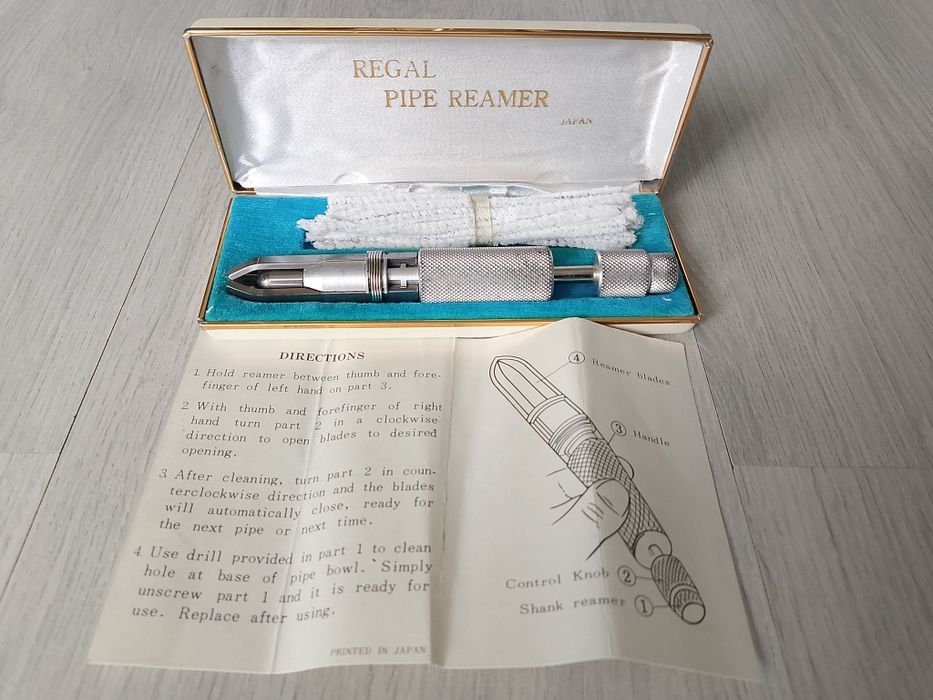 REGAL
PIPE REAMER
JAPAN
DIRECTIONS
1. Hold reamer between thumb and fore-
finger of left hand on part 3.
2. With thumb and forefinger of right
hand turn part 2 in a clockwise
direction to open blades to desired
opening.
3. After cleaning, turn part 2 in coun-
terclockwise direction and the blades
will automatically close, ready for
the next pipe or next time.
4. Use drill provided in part 1 to clean
hole at base of pipe bowl. Simply
unscrew part 1 and it is ready for
use. Replace after using.
PRINTED IN JAPAN
4 Reamer blades
3 Handle
Control Knob 2
Shank reamer 1